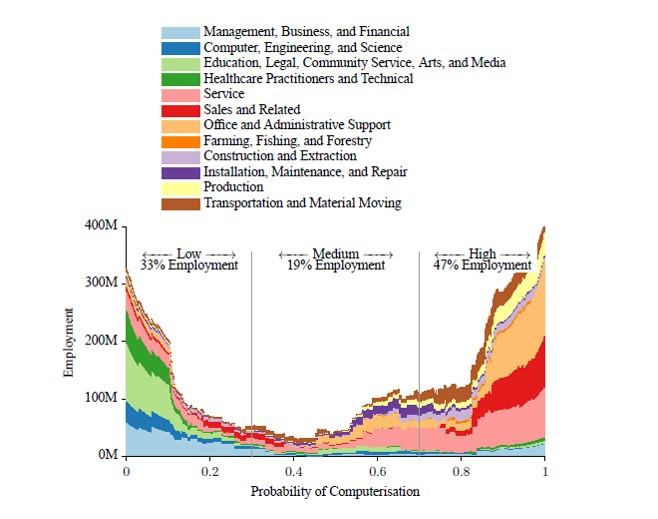 Management, Business, and Financial
Computer, Engineering, and Science
Education, Legal, Community Service, Arts, and Media
Healthcare Practitioners and Technical
Service
Sales and Related
Office and Administrative Support
Farming, Fishing, and Forestry
Construction and Extraction
Installation, Maintenance, and Repair
Production
Transportation and Material Moving
400M
Low Medium High
33% Employment 19% Employment 47% Employment
300M
200M
Employment
100M
0M
0 0.2 0.4 0.6 0.8 1
Probability of Computerisation